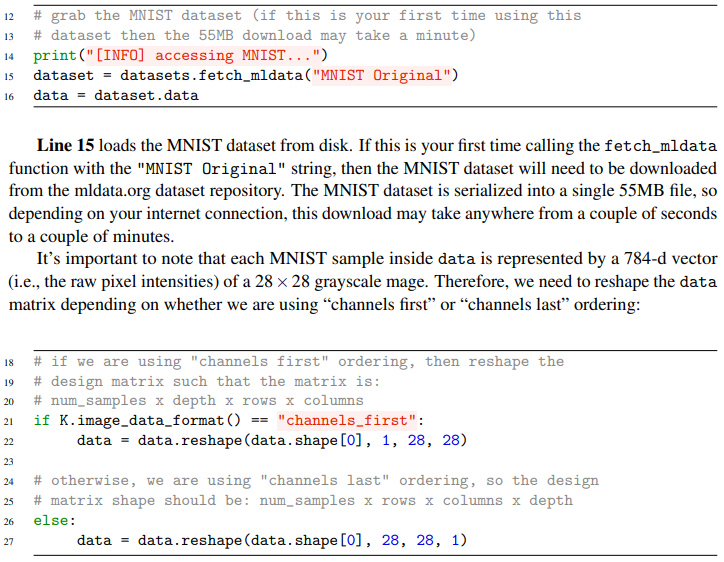 12 # grab the MNIST dataset (if this is your first time using this
13 # dataset then the 55MB download may take a minute)
14 print("[INFO] accessing MNIST...")
15 dataset = datasets.fetch_mldata("MNIST Original")
16 data = dataset.data
Line 15 loads the MNIST dataset from disk. If this is your first time calling the fetch_mldata
function with the "MNIST Original" string, then the MNIST dataset will need to be downloaded
from the mldata.org dataset repository. The MNIST dataset is serialized into a single 55MB file, so
depending on your internet connection, this download may take anywhere from a couple of seconds
to a couple of minutes.
It's important to note that each MNIST sample inside data is represented by a 784-d vector
(i.e., the raw pixel intensities) of a 28 × 28 grayscale mage. Therefore, we need to reshape the data
matrix depending on whether we are using “channels first” or “channels last” ordering:
18 # if we are using "channels first" ordering, then reshape the
19 # design matrix such that the matrix is:
20 # num_samples x depth x rows x columns
21 if K.image_data_format() == "channels_first":
22 data = data.reshape(data.shape[0], 1, 28, 28)
23
24 # otherwise, we are using "channels last" ordering, so the design
25 # matrix shape should be: num_samples x rows x columns x depth
26 else:
27 data = data.reshape(data.shape[0], 28, 28, 1)